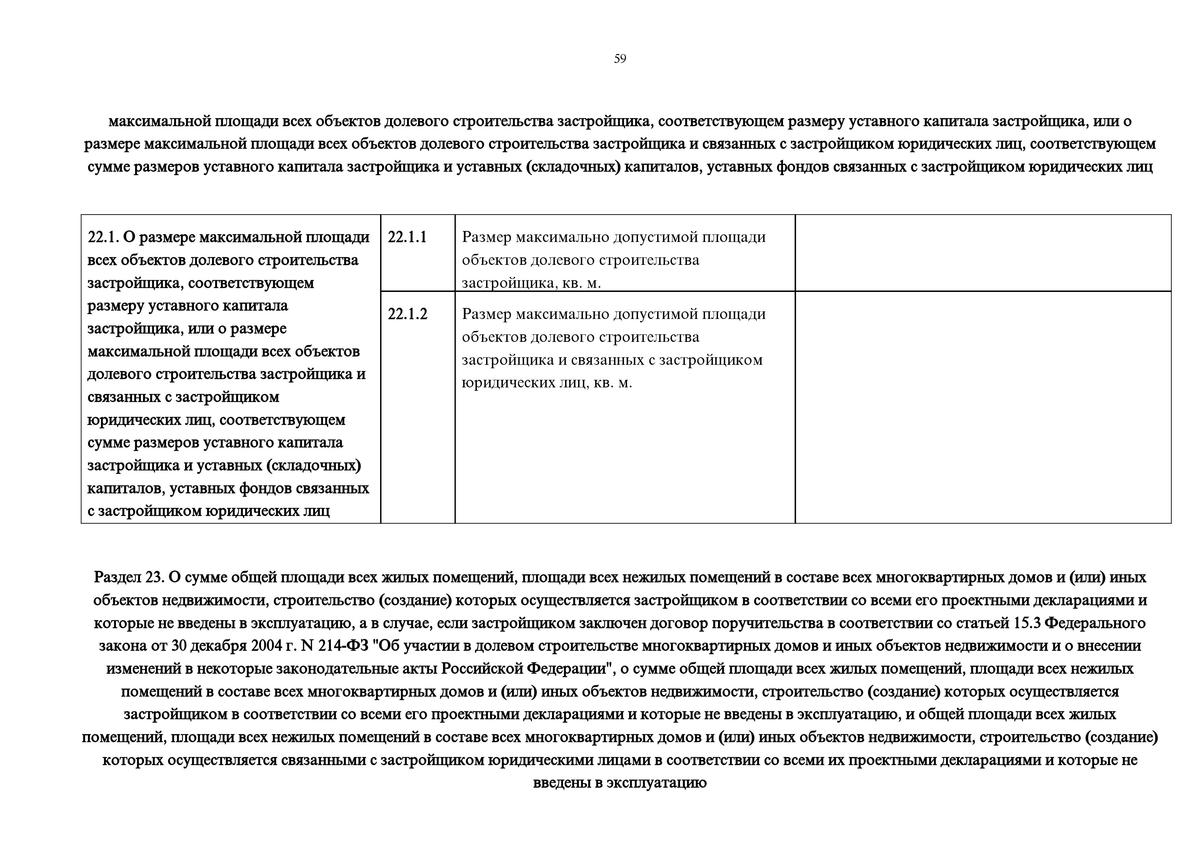 59
максимальной площади всех объектов долевого строительства застройщика, соответствующем размеру уставного капитала застройщика, или о
размере максимальной площади всех объектов долевого строительства застройщика и связанных с застройщиком юридических лиц, соответствующем
сумме размеров уставного капитала застройщика и уставных (складочных) капиталов, уставных фондов связанных с застройщиком юридических лиц
22.1. О размере максимальной площади
всех объектов долевого строительства
застройщика, соответствующем
размеру уставного капитала
застройщика, или о размере
максимальной площади всех объектов
долевого строительства застройщика и
связанных с застройщиком
юридических лиц, соответствующем
сумме размеров уставного капитала
застройщика и уставных (складочных)
капиталов, уставных фондов связанных
с застройщиком юридических лиц
22.1.1
Размер максимально допустимой площади
объектов долевого строительства
застройщика, кв. м.
22.1.2
Размер максимально допустимой площади
объектов долевого строительства
застройщика и связанных с застройщиком
юридических лиц, кв. м.
Раздел 23. О сумме общей площади всех жилых помещений, площади всех нежилых помещений в составе всех многоквартирных домов и (или) иных
объектов недвижимости, строительство (создание) которых осуществляется застройщиком в соответствии со всеми его проектными декларациями и
которые не введены в эксплуатацию, а в случае, если застройщиком заключен договор поручительства в соответствии со статьей 15.3 Федерального
закона от 30 декабря 2004 г. N 214-ФЗ "Об участии в долевом строительстве многоквартирных домов и иных объектов недвижимости и о внесении
изменений в некоторые законодательные акты Российской Федерации", о сумме общей площади всех жилых помещений, площади всех нежилых
помещений в составе всех многоквартирных домов и (или) иных объектов недвижимости, строительство (создание) которых осуществляется
застройщиком в соответствии со всеми его проектными декларациями и которые не введены в эксплуатацию, и общей площади всех жилых
помещений, площади всех нежилых помещений в составе всех многоквартирных домов и (или) иных объектов недвижимости, строительство (создание)
которых осуществляется связанными с застройщиком юридическими лицами в соответствии со всеми их проектными декларациями и которые не
введены в эксплуатацию